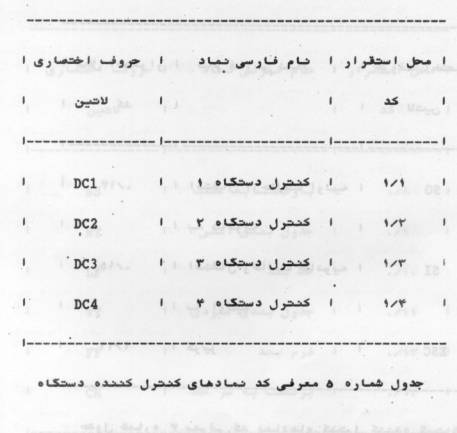 محل استقرار | نام فارسی نماد | حروف اختصاری
کد | | لاتین
۱/۱ | کنترل دستگاه ۱ | DC1
۱/۲ | کنترل دستگاه ۲ | DC2
۱/۳ | کنترل دستگاه ۳ | DC3
۱/۴ | کنترل دستگاه ۴ | DC4
جدول شماره ۵ معرفی کد نمادهای کنترل کننده دستگاه